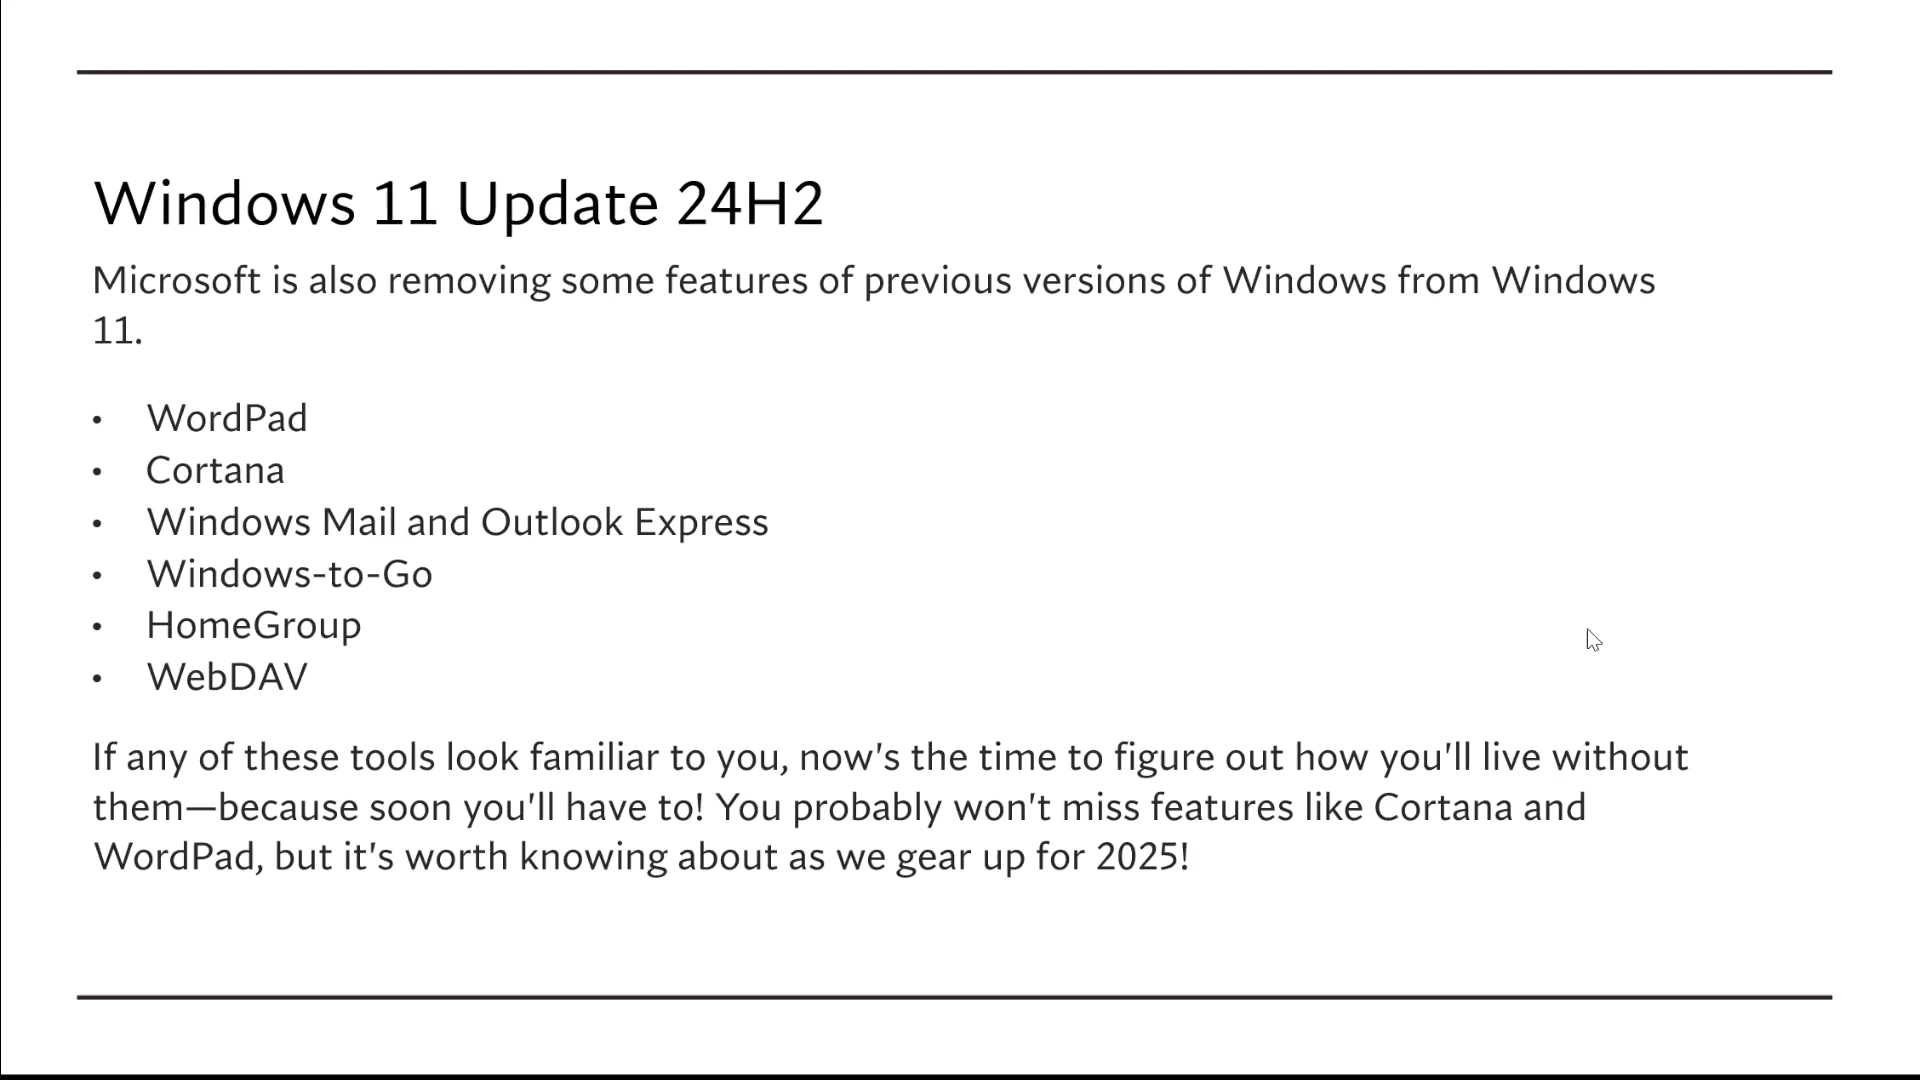 Windows 11 Update 24H2
Microsoft is also removing some features of previous versions of Windows from Windows
11.
• WordPad
• Cortana
• Windows Mail and Outlook Express
• Windows-to-Go
• HomeGroup
• WebDAV
If any of these tools look familiar to you, now's the time to figure out how you'll live without
them—because soon you'll have to! You probably won't miss features like Cortana and
WordPad, but it's worth knowing about as we gear up for 2025!